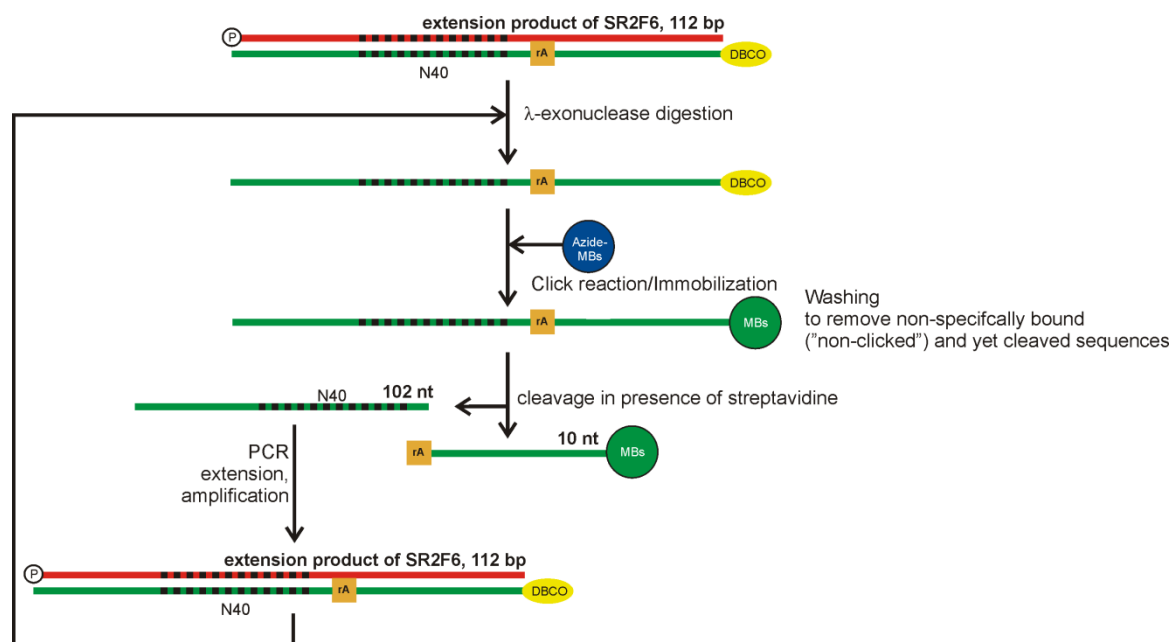 extension product of SR2F6, 112 bp
P
rA
DBCO
N40
λ-exonuclease digestion
rA
DBCO
Azide-
MBs
Click reaction/Immobilization
rA
MBs
Washing
to remove non-specifcally bound
("non-clicked") and yet cleaved sequences
N40
102 nt
cleavage in presence of streptavidine
10 nt
rA
MBs
PCR
extension,
amplification
extension product of SR2F6, 112 bp
P
rA
DBCO
N40